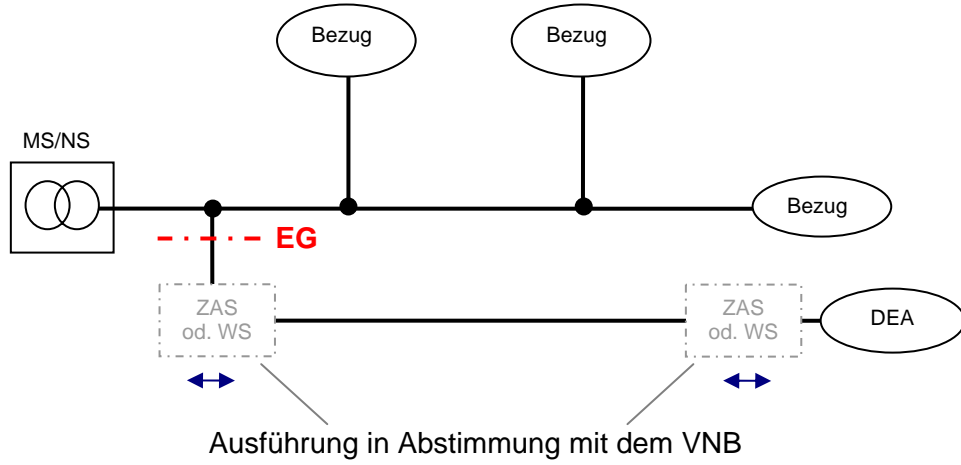 Bezug
Bezug
MS/NS
Bezug
EG
ZAS
od. WS
ZAS
od. WS
DEA
Ausführung in Abstimmung mit dem VNB